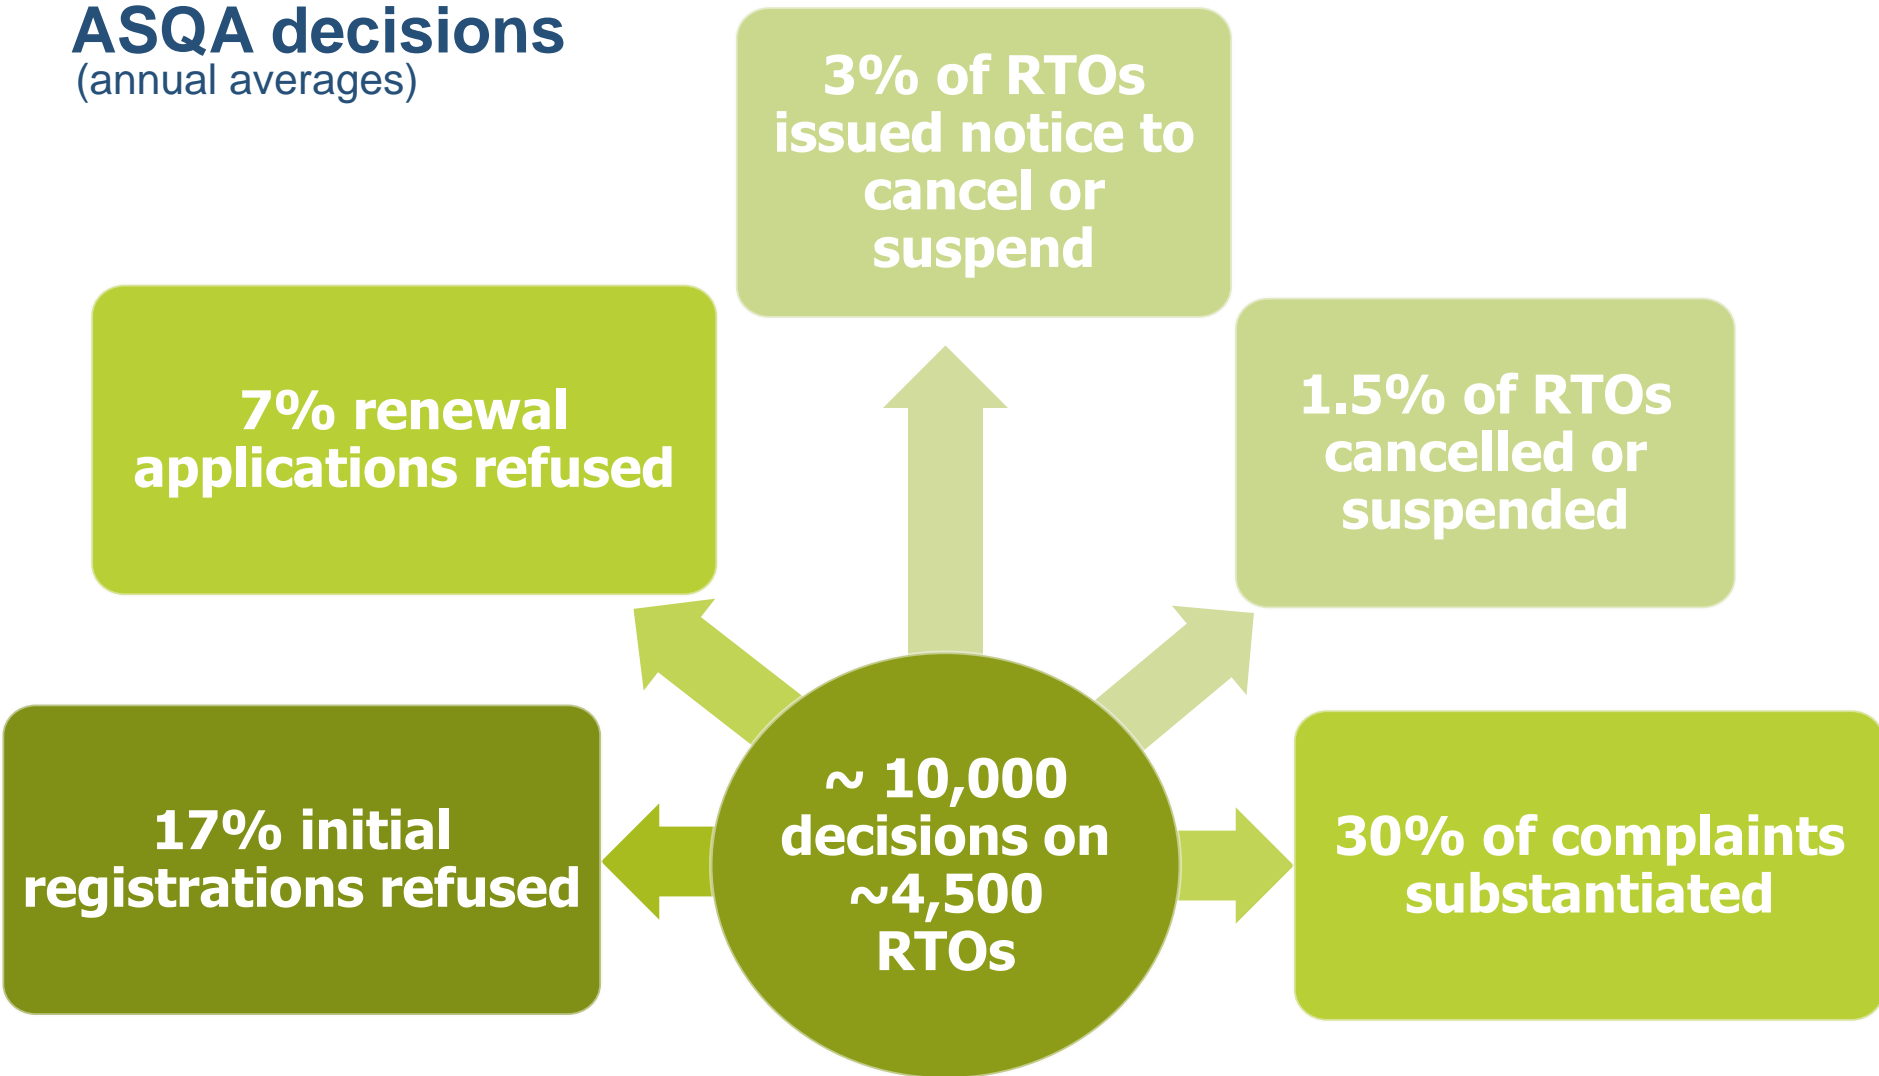 ASQA decisions
(annual averages)
3% of RTOs
issued notice to
cancel or
suspend
7% renewal
applications refused
1.5% of RTOs
cancelled or
suspended
17% initial
registrations refused
~ 10,000
decisions on
~4,500
RTOs
30% of complaints
substantiated